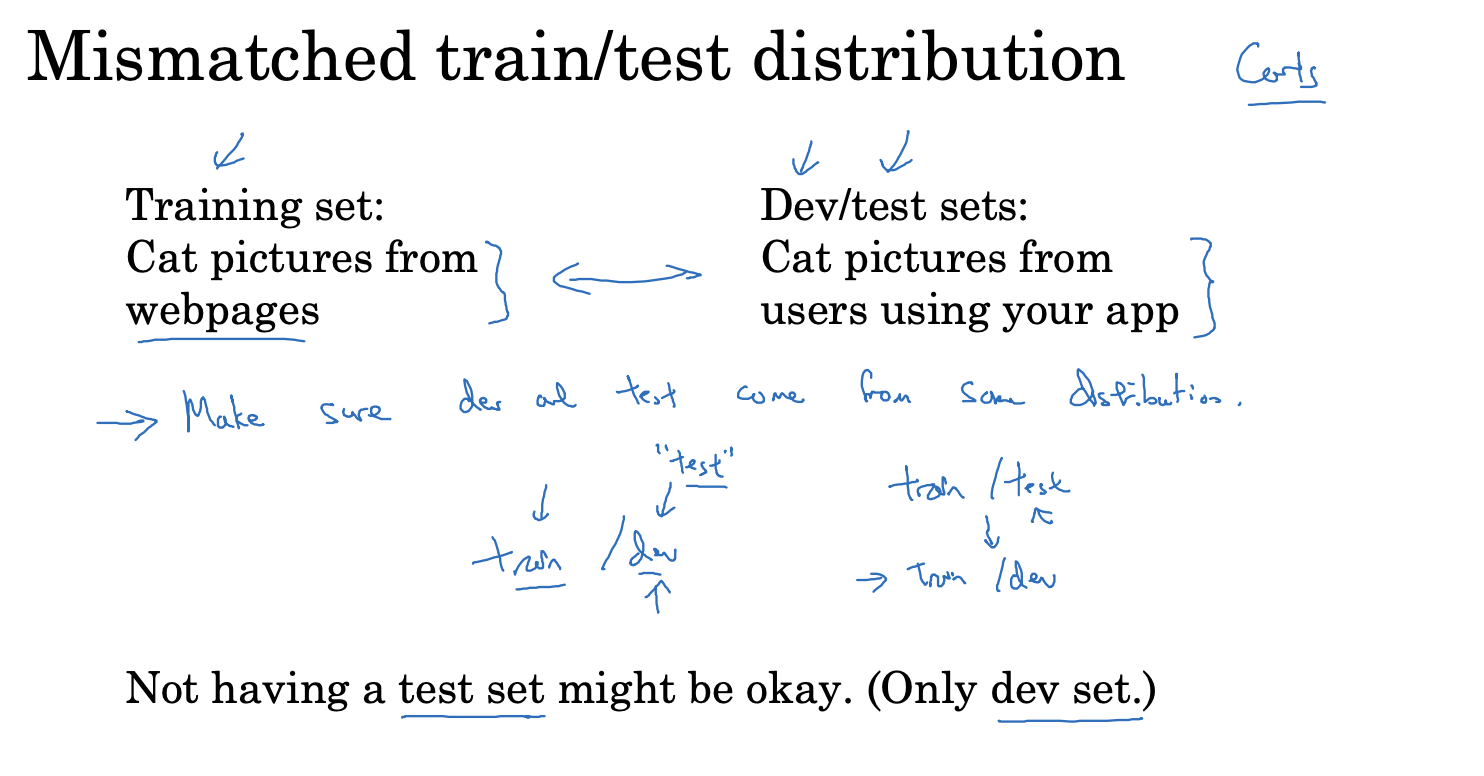 Mismatched train/test distribution
Training set:
Cat pictures from
webpages
Dev/test sets:
Cat pictures from
users using your app
→ Make sure dev and test come from same distribution.
"test"
train / dev
train / test
→ train / dev
Not having a test set might be okay. (Only dev set.)